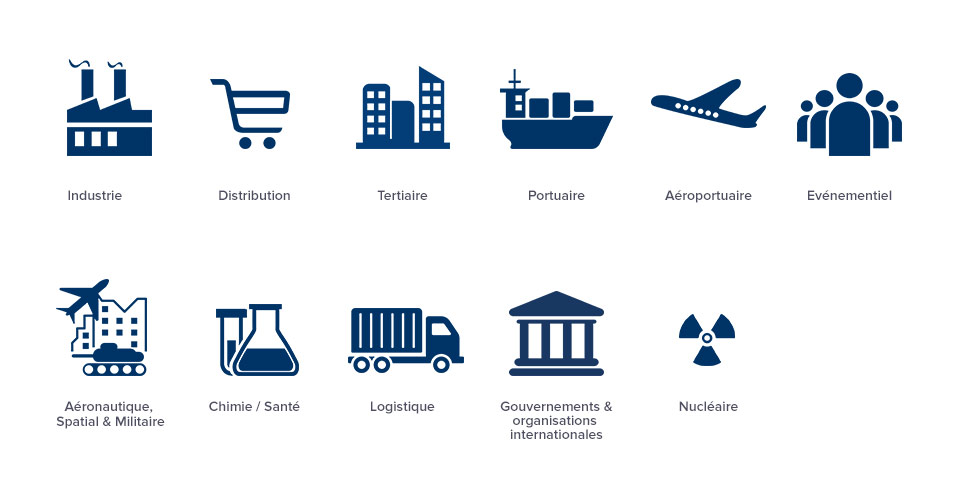 Industrie
Distribution
Tertiaire
Portuaire
Aéroportuaire
Evénementiel
Aéronautique,
Spatial & Militaire
Chimie / Santé
Logistique
Gouvernements &
organisations
internationales
Nucléaire